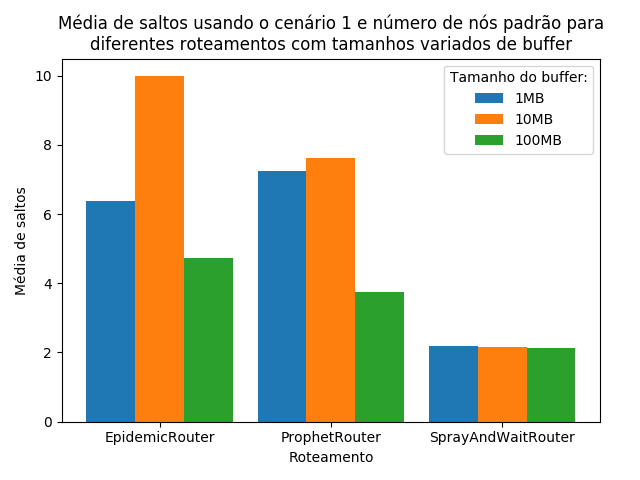 Média de saltos usando o cenário 1 e número de nós padrão para
diferentes roteamentos com tamanhos variados de buffer
Tamanho do buffer:
1MB
10MB
100MB
Média de saltos
10
8
6
4
2
0
EpidemicRouter
ProphetRouter
SprayAndWaitRouter
Roteamento